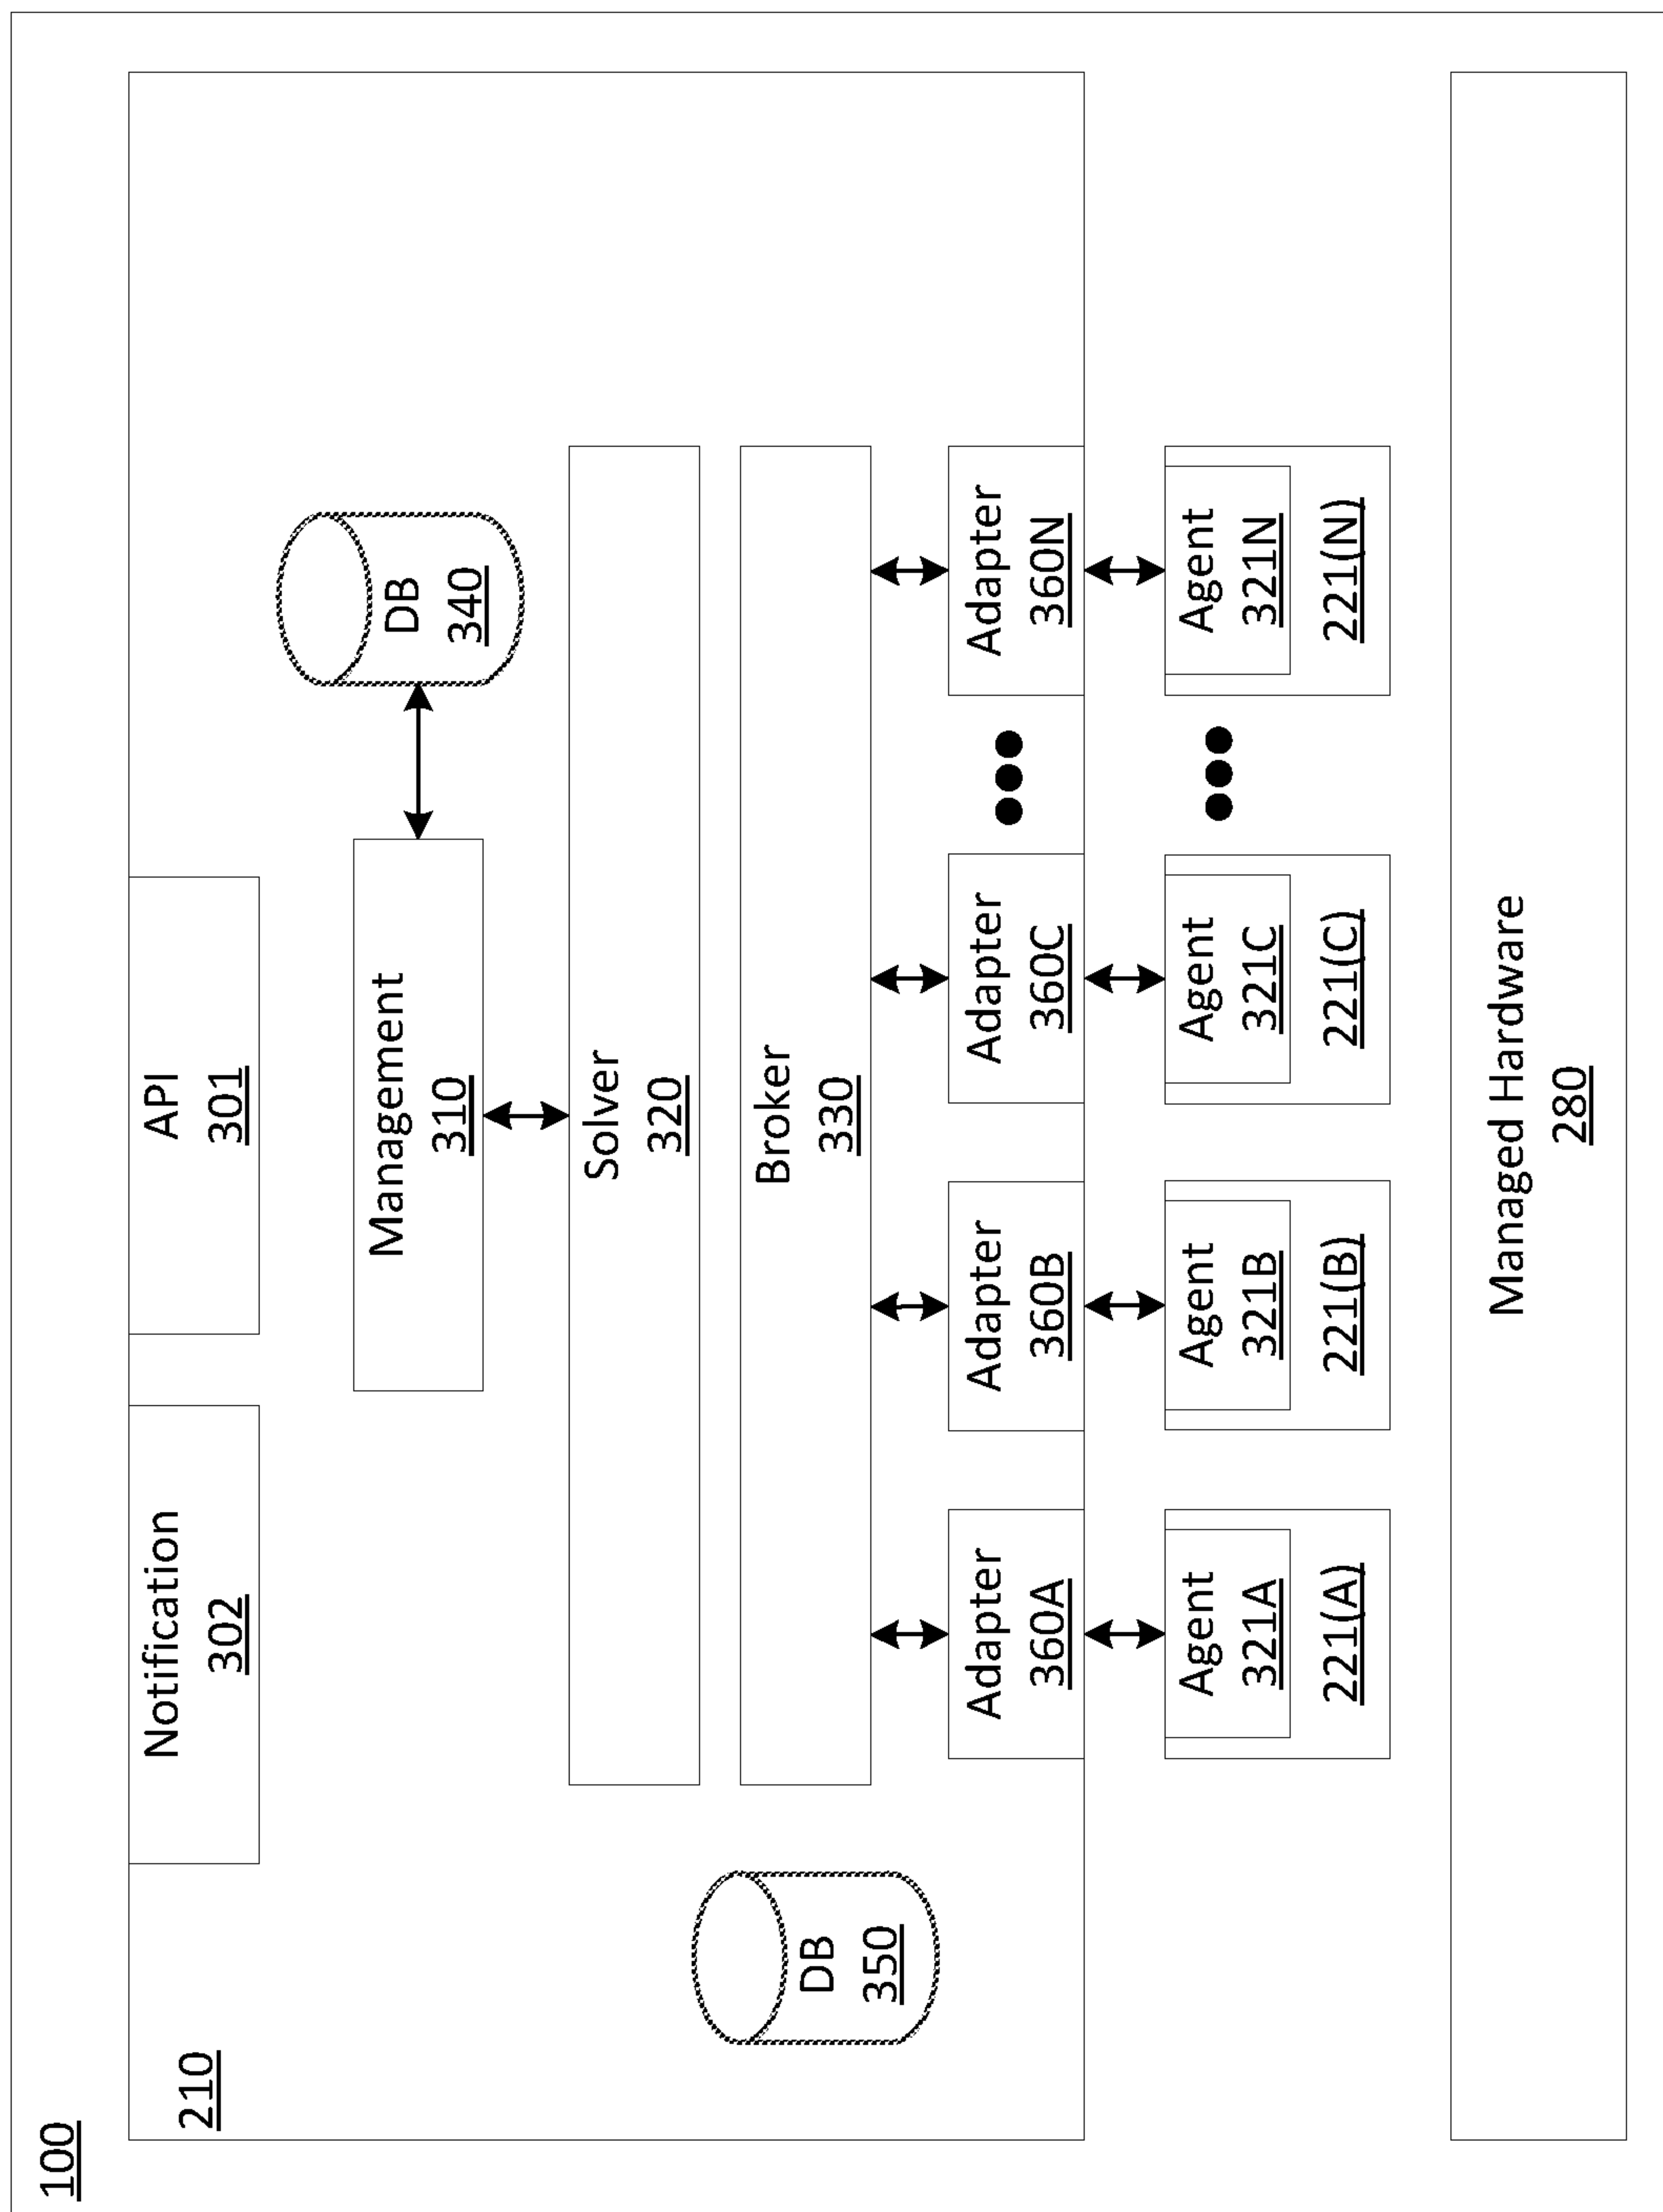 100
210
Notification
302
API
301
Management
310
DB
340
Solver
320
Broker
330
DB
350
Adapter
360A
Adapter
360B
Adapter
360C
Adapter
360N
Agent
321A
221(A)
Agent
321B
221(B)
Agent
321C
221(C)
Agent
321N
221(N)
Managed Hardware
280